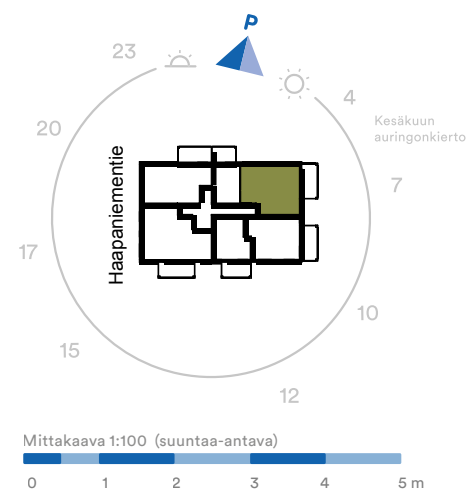 P
23
4
Kesäkuun
auringonkierto
20
7
Haapaniementie
17
10
15
12
Mittakaava 1:100 (suuntaa-antava)
0 1 2 3 4 5 m